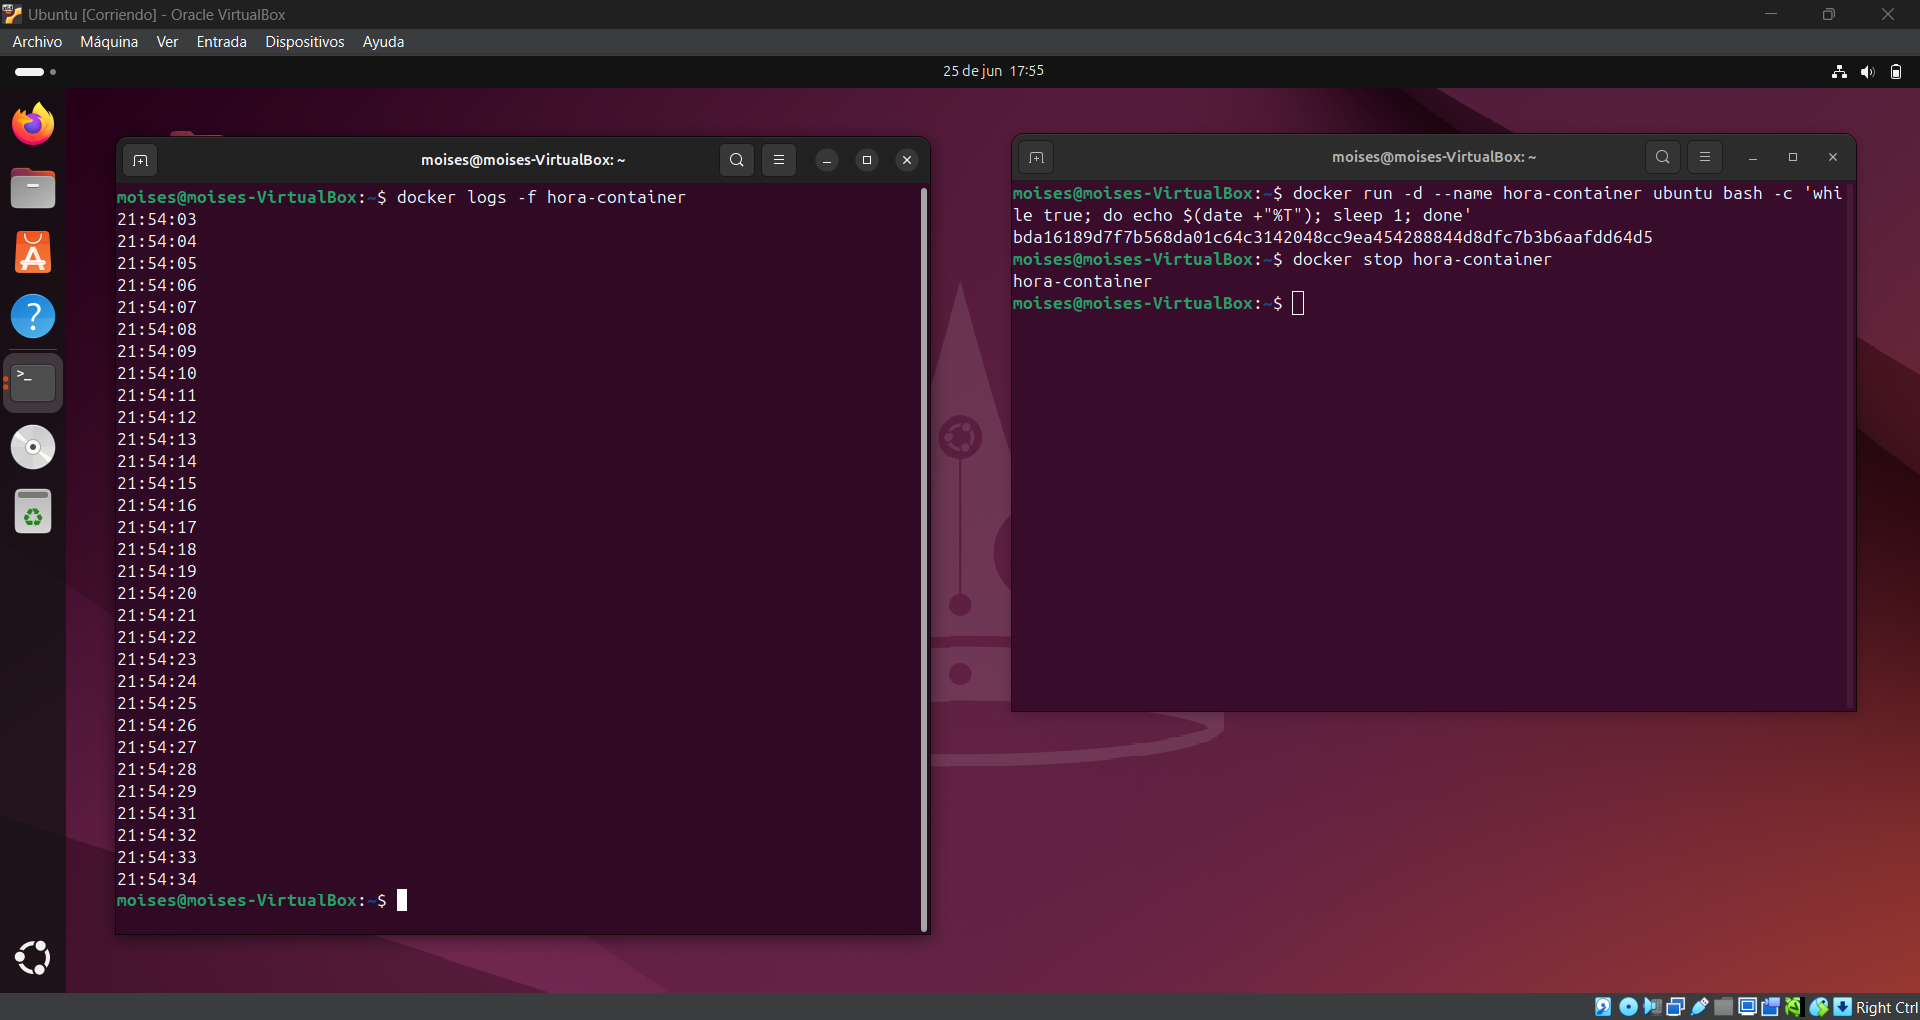 Ubuntu [Corriendo] - Oracle VirtualBox
Archivo Máquina Ver Entrada Dispositivos Ayuda
25 de jun 17:55
moises@moises-VirtualBox: ~
moises@moises-VirtualBox:~$ docker logs -f hora-container
21:54:03
21:54:04
21:54:05
21:54:06
21:54:07
21:54:08
21:54:09
21:54:10
21:54:11
21:54:12
21:54:13
21:54:14
21:54:15
21:54:16
21:54:17
21:54:18
21:54:19
21:54:20
21:54:21
21:54:22
21:54:23
21:54:24
21:54:25
21:54:26
21:54:27
21:54:28
21:54:29
21:54:31
21:54:32
21:54:33
21:54:34
moises@moises-VirtualBox:~$
moises@moises-VirtualBox: ~
moises@moises-VirtualBox:~$ docker run -d --name hora-container ubuntu bash -c 'whi
le true; do echo $(date +"%T"); sleep 1; done'
bda16189d7f7b568da01c64c3142048cc9ea454288844d8dfc7b3b6aafdd64d5
moises@moises-VirtualBox:~$ docker stop hora-container
hora-container
moises@moises-VirtualBox:~$
Right Ctrl